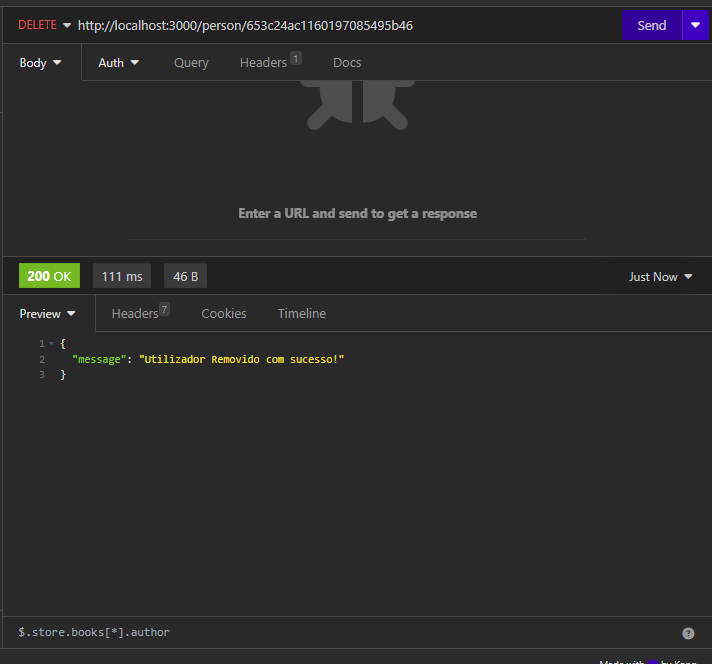 DELETE http://localhost:3000/person/653c24ac1160197085495b46 Send
Body Auth Query Headers 1 Docs
Enter a URL and send to get a response
200 OK 111 ms 46 B Just Now
Preview Headers 7 Cookies Timeline
1 {
2 "message": "Utilizador Removido com sucesso!"
3 }
$.store.books[*].author ?
Made with by Kong